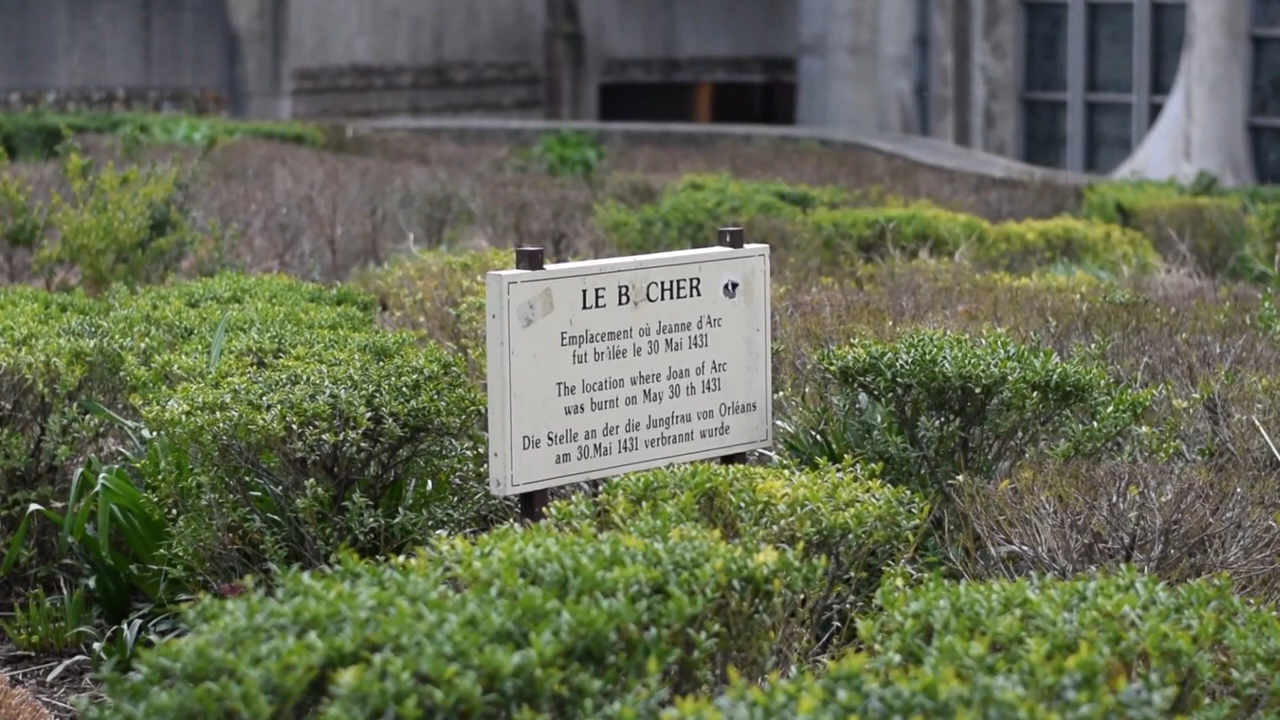 LE B CHER
Emplacement où Jeanne d'Arc
fut brûlée le 30 Mai 1431
The location where Joan of Arc
was burnt on May 30 th 1431
Die Stelle an der die Jungfrau von Orléans
am 30.Mai 1431 verbrannt wurde